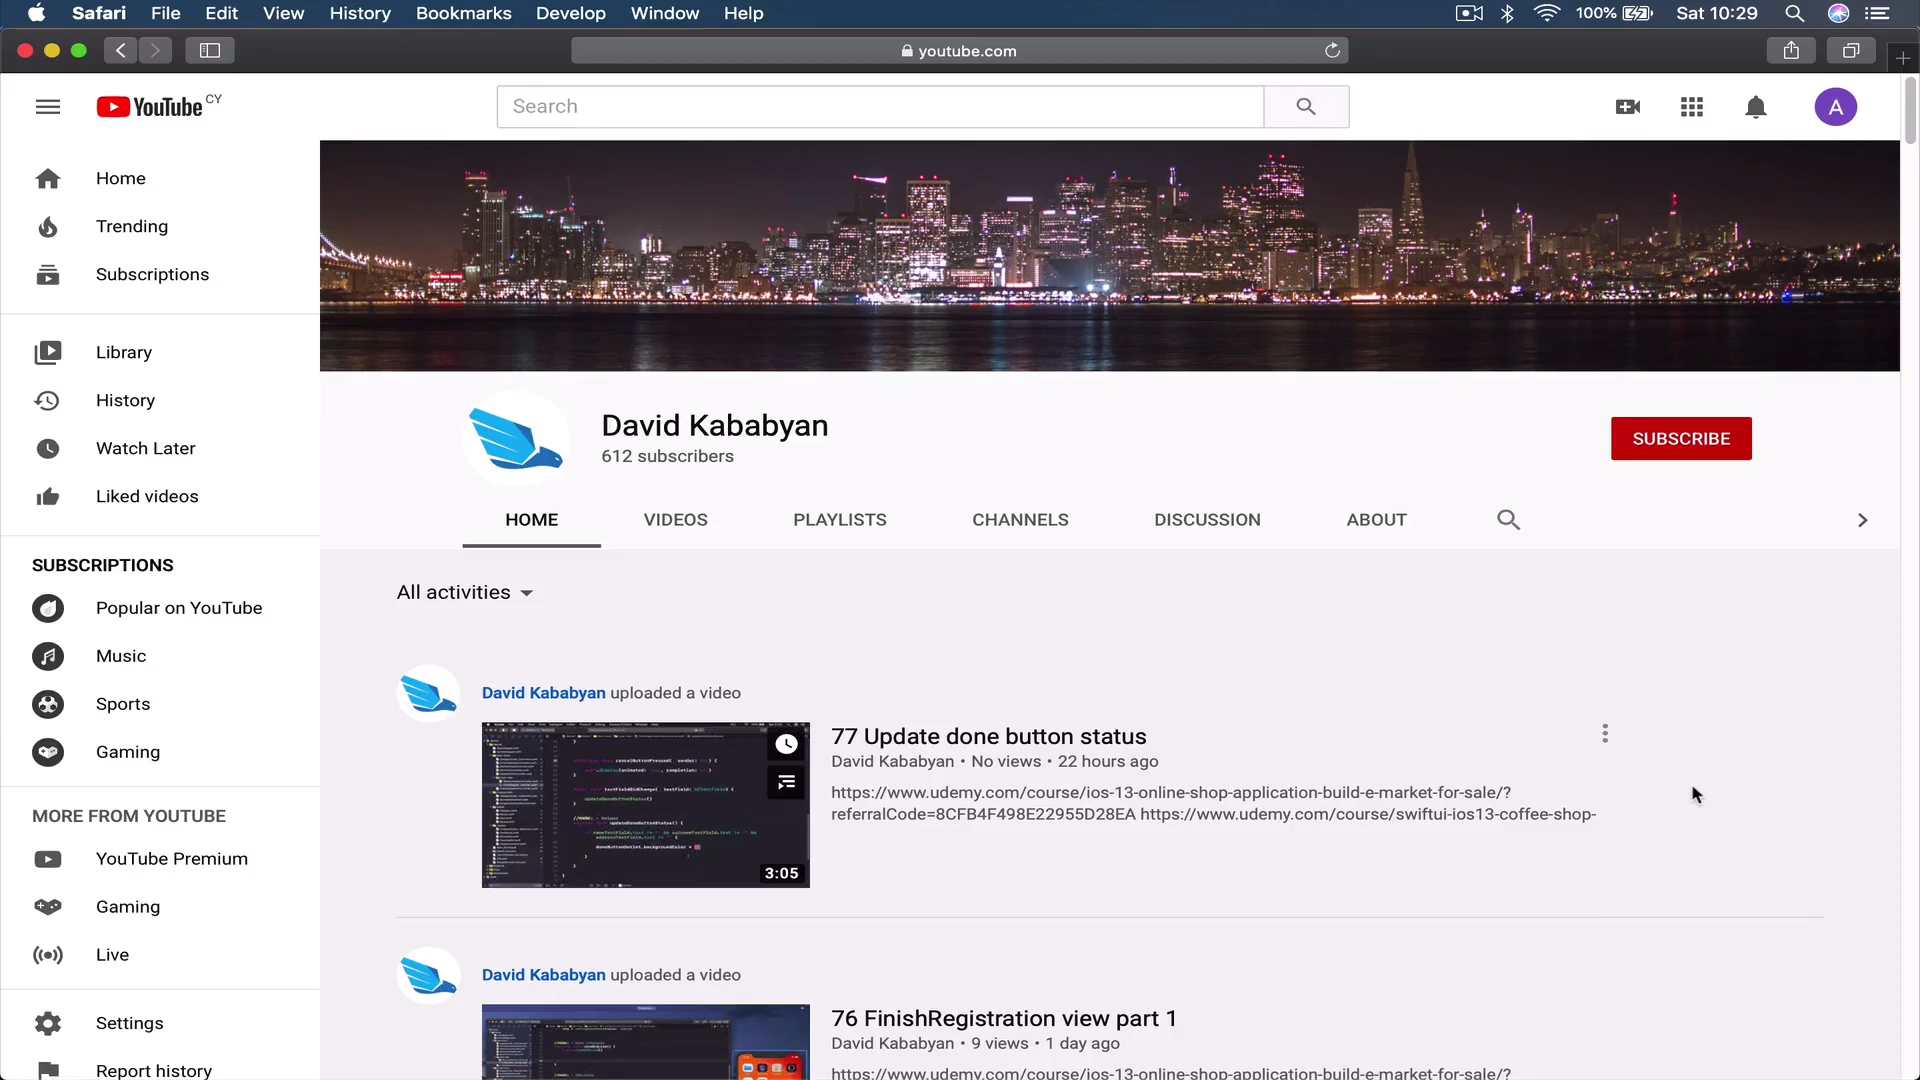 Safari File Edit View History Bookmarks Develop Window Help 100% Sat 10:29
youtube.com
YouTube CY Search A
Home
Trending
Subscriptions
Library
History
Watch Later
Liked videos
SUBSCRIPTIONS
Popular on YouTube
Music
Sports
Gaming
MORE FROM YOUTUBE
YouTube Premium
Gaming
Live
Settings
Report history
David Kababyan
612 subscribers
SUBSCRIBE
HOME VIDEOS PLAYLISTS CHANNELS DISCUSSION ABOUT
All activities
David Kababyan uploaded a video
3:05
77 Update done button status
David Kababyan • No views • 22 hours ago
https://www.udemy.com/course/ios-13-online-shop-application-build-e-market-for-sale/?
referralCode=8CFB4F498E22955D28EA https://www.udemy.com/course/swiftui-ios13-coffee-shop-
David Kababyan uploaded a video
76 FinishRegistration view part 1
David Kababyan • 9 views • 1 day ago
https://www.udemy.com/course/ios-13-online-shop-application-build-e-market-for-sale/?